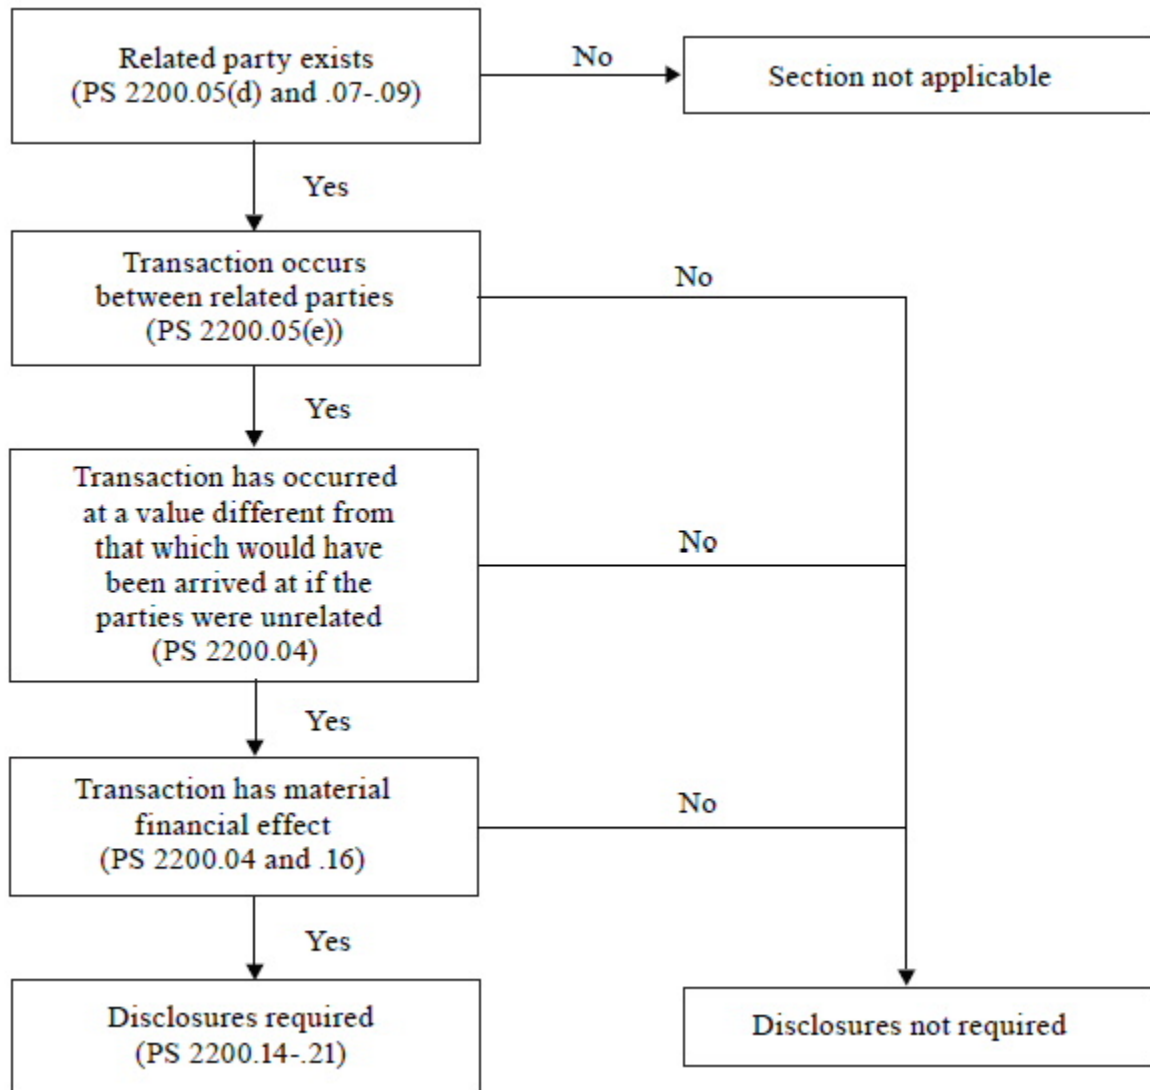 Related party exists
(PS 2200.05(d) and .07-.09)
No
Section not applicable
Yes
Transaction occurs
between related parties
(PS 2200.05(e))
No
Yes
Transaction has occurred
at a value different from
that which would have
been arrived at if the
parties were unrelated
(PS 2200.04)
No
Yes
Transaction has material
financial effect
(PS 2200.04 and .16)
No
Yes
Disclosures required
(PS 2200.14-.21)
Disclosures not required